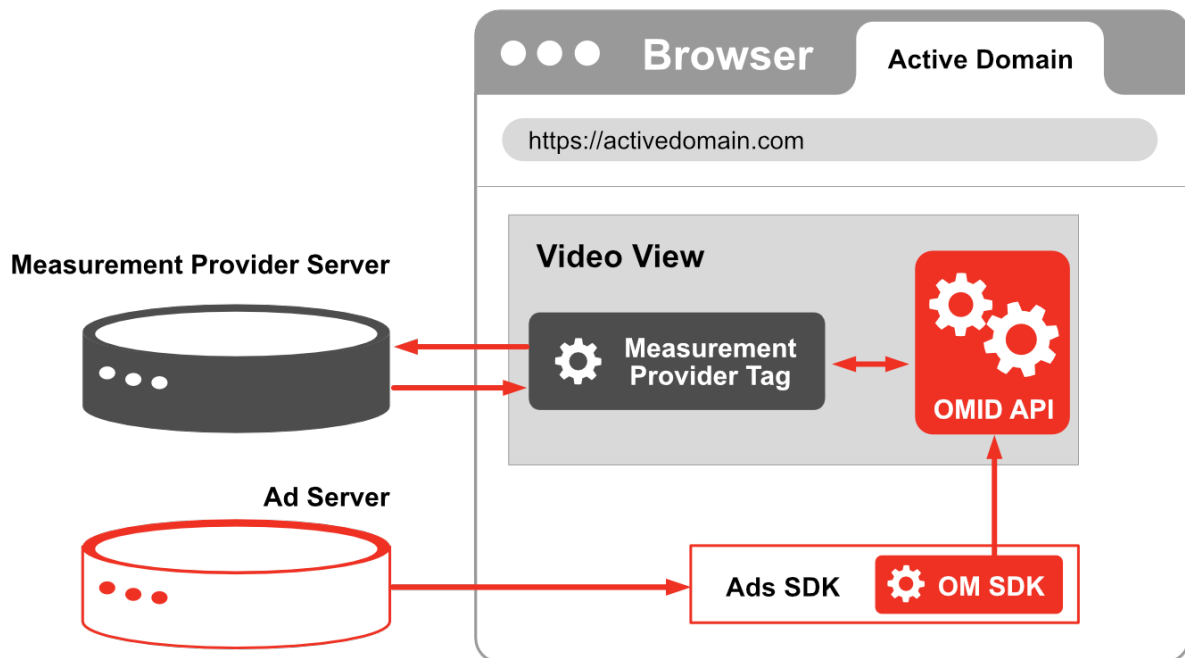 Browser
Active Domain
https://activedomain.com
Video View
Measurement Provider Server
Measurement
Provider Tag
OMID API
Ad Server
Ads SDK
OM SDK